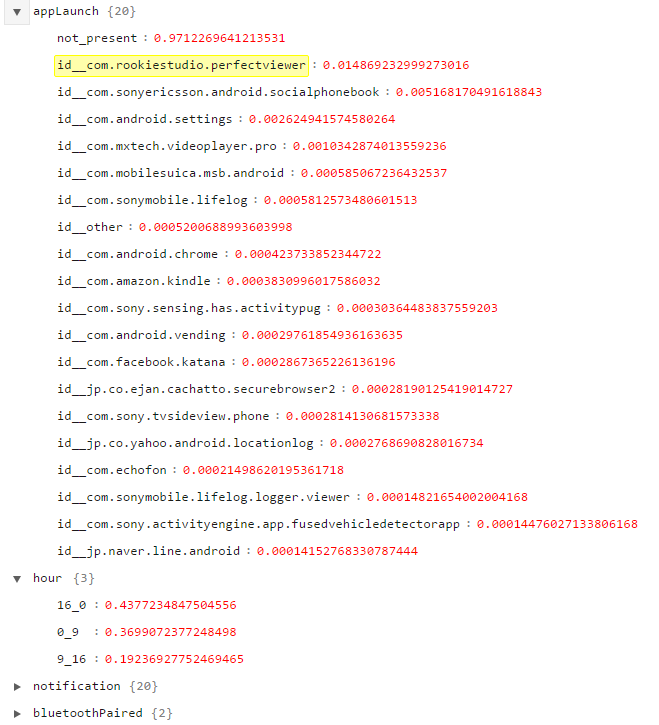 appLaunch {20}
not_present : 0.9712269641213531
id__com.rookiestudio.perfectviewer : 0.014869232999273016
id__com.sonyericsson.android.socialphonebook : 0.005168170491618843
id__com.android.settings : 0.002624941574580264
id__com.mxtech.videoplayer.pro : 0.0010342874013559236
id__com.mobilesuica.msb.android : 0.000585067236432537
id__com.sonymobile.lifelog : 0.0005812573480601513
id__other : 0.0005200688993603998
id__com.android.chrome : 0.000423733852344722
id__com.amazon.kindle : 0.0003830996017586032
id__com.sony.sensing.has.activitypug : 0.00030364483837559203
id__com.android.vending : 0.00029761854936163635
id__com.facebook.katana : 0.0002867365226136196
id__jp.co.ejan.cachatto.securebrowser2 : 0.00028190125419014727
id__com.sony.tvsideview.phone : 0.0002814130681573338
id__jp.co.yahoo.android.locationlog : 0.0002768690828016734
id__com.echofon : 0.00021498620195361718
id__com.sonymobile.lifelog.logger.viewer : 0.00014821654002004168
id__com.sony.activityengine.app.fusedvehicledetectorapp : 0.00014476027133806168
id__jp.naver.line.android : 0.00014152768330787444
hour {3}
16_0 : 0.4377234847504556
0_9 : 0.3699072377248498
9_16 : 0.19236927752469465
notification {20}
bluetoothPaired {2}